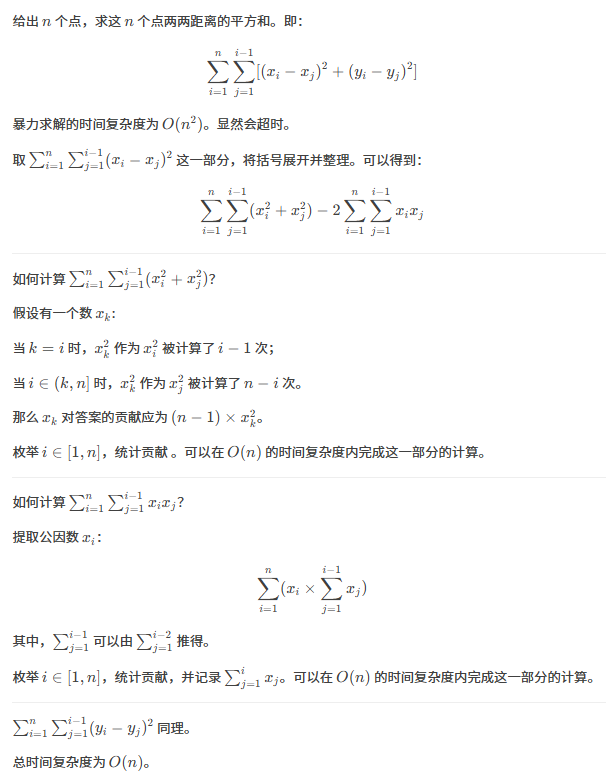 给出 n 个点，求这 n 个点两两距离的平方和。即：
$$\sum_{i=1}^{n}\sum_{j=1}^{i-1}[(x_i-x_j)^2+(y_i-y_j)^2]$$
暴力求解的时间复杂度为 $O(n^2)$。显然会超时。
取 $\sum_{i=1}^{n}\sum_{j=1}^{i-1}(x_i-x_j)^2$ 这一部分，将括号展开并整理。可以得到：
$$\sum_{i=1}^{n}\sum_{j=1}^{i-1}(x_i^2+x_j^2)-2\sum_{i=1}^{n}\sum_{j=1}^{i-1}x_ix_j$$
如何计算 $\sum_{i=1}^{n}\sum_{j=1}^{i-1}(x_i^2+x_j^2)$？
假设有一个数 $x_k$：
当 $k=i$ 时，$x_k^2$ 作为 $x_i^2$ 被计算了 $i-1$ 次；
当 $i\in(k,n]$ 时，$x_k^2$ 作为 $x_j^2$ 被计算了 $n-i$ 次。
那么 $x_k$ 对答案的贡献应为 $(n-1)\times x_k^2$。
枚举 $i\in[1,n]$，统计贡献 。可以在 $O(n)$ 的时间复杂度内完成这一部分的计算。
如何计算 $\sum_{i=1}^{n}\sum_{j=1}^{i-1}x_ix_j$？
提取公因数 $x_i$：
$$\sum_{i=1}^{n}(x_i\times\sum_{j=1}^{i-1}x_j)$$
其中，$\sum_{j=1}^{i-1}$ 可以由 $\sum_{j=1}^{i-2}$ 推得。
枚举 $i\in[1,n]$，统计贡献，并记录 $\sum_{j=1}^{i}x_j$。可以在 $O(n)$ 的时间复杂度内完成这一部分的计算。
$\sum_{i=1}^{n}\sum_{j=1}^{i-1}(y_i-y_j)^2$ 同理。
总时间复杂度为 $O(n)$。